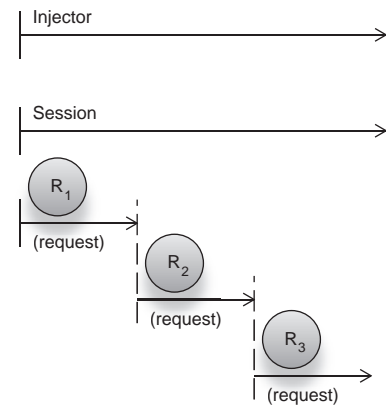 Injector
Session
R1
(request)
R2
(request)
R3
(request)